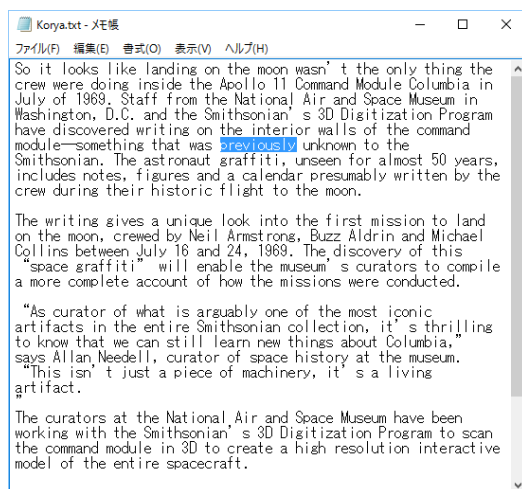 Korya.txt - メモ帳
ファイル(F) 編集(E) 書式(O) 表示(V) ヘルプ(H)
So it looks like landing on the moon wasn’t the only thing the
crew were doing inside the Apollo 11 Command Module Columbia in
July of 1969. Staff from the National Air and Space Museum in
Washington, D.C. and the Smithsonian’s 3D Digitization Program
have discovered writing on the interior walls of the command
module—something that was previously unknown to the
Smithsonian. The astronaut graffiti, unseen for almost 50 years,
includes notes, figures and a calendar presumably written by the
crew during their historic flight to the moon.

The writing gives a unique look into the first mission to land
on the moon, crewed by Neil Armstrong, Buzz Aldrin and Michael
Collins between July 16 and 24, 1969. The discovery of this
“space graffiti” will enable the museum’s curators to compile
a more complete account of how the missions were conducted.

“As curator of what is arguably one of the most iconic
artifacts in the entire Smithsonian collection, it’s thrilling
to know that we can still learn new things about Columbia,”
says Allan Needell, curator of space history at the museum.
“This isn’t just a piece of machinery, it’s a living
artifact.
”
The curators at the National Air and Space Museum have been
working with the Smithsonian’s 3D Digitization Program to scan
the command module in 3D to create a high resolution interactive
model of the entire spacecraft.